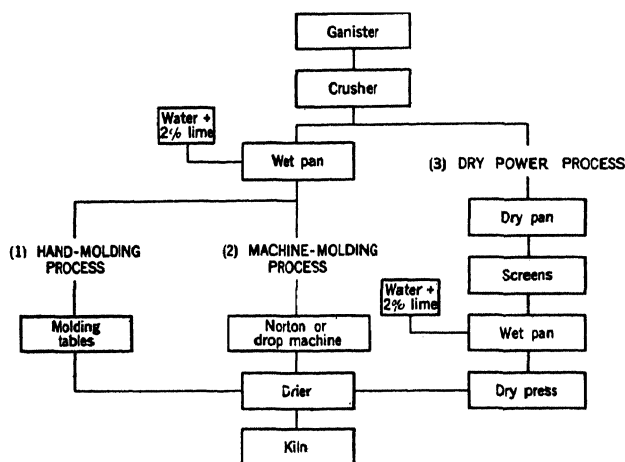 Ganister
Crusher
Water +
2% lime
Wet pan
(3) DRY POWER PROCESS
Dry pan
(1) HAND-MOLDING
PROCESS
(2) MACHINE-MOLDING
PROCESS
Screens
Water +
2% lime
Molding
tables
Norton or
drop machine
Wet pan
Drier
Dry press
Kiln